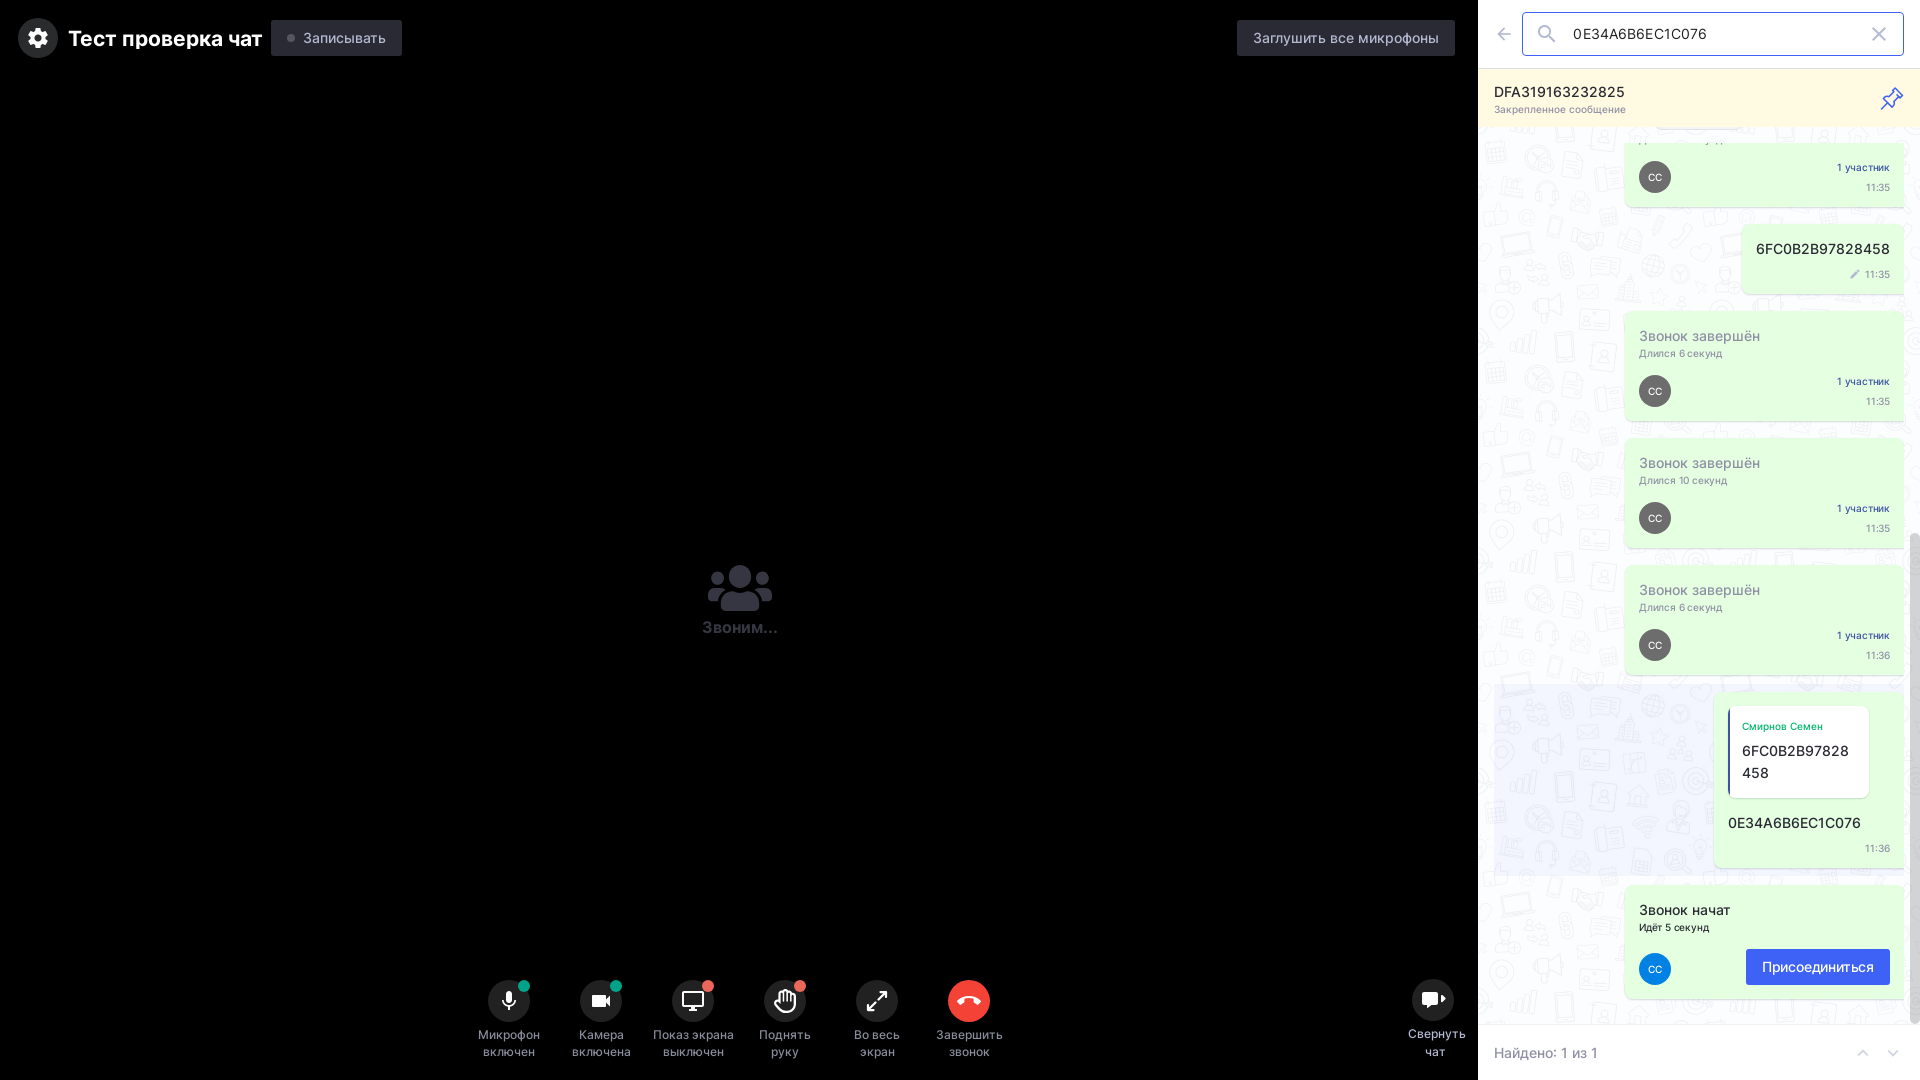 Тест проверка чат
Записывать
Заглушить все микрофоны
0E34A6B6EC1C076
DFA319163232825
Закрепленное сообщение
СС
1 участник
11:35
6FC0B2B97828458
11:35
Звонок завершён
Длился 6 секунд
СС
1 участник
11:35
Звонок завершён
Длился 10 секунд
СС
1 участник
11:35
Звонок завершён
Длился 6 секунд
СС
1 участник
11:36
Смирнов Семен
6FC0B2B97828
458
0E34A6B6EC1C076
11:36
Звонок начат
Идёт 5 секунд
СС
Присоединиться
Найдено: 1 из 1
Звоним...
Микрофон
включен
Камера
включена
Показ экрана
выключен
Поднять
руку
Во весь
экран
Завершить
звонок
Свернуть
чат